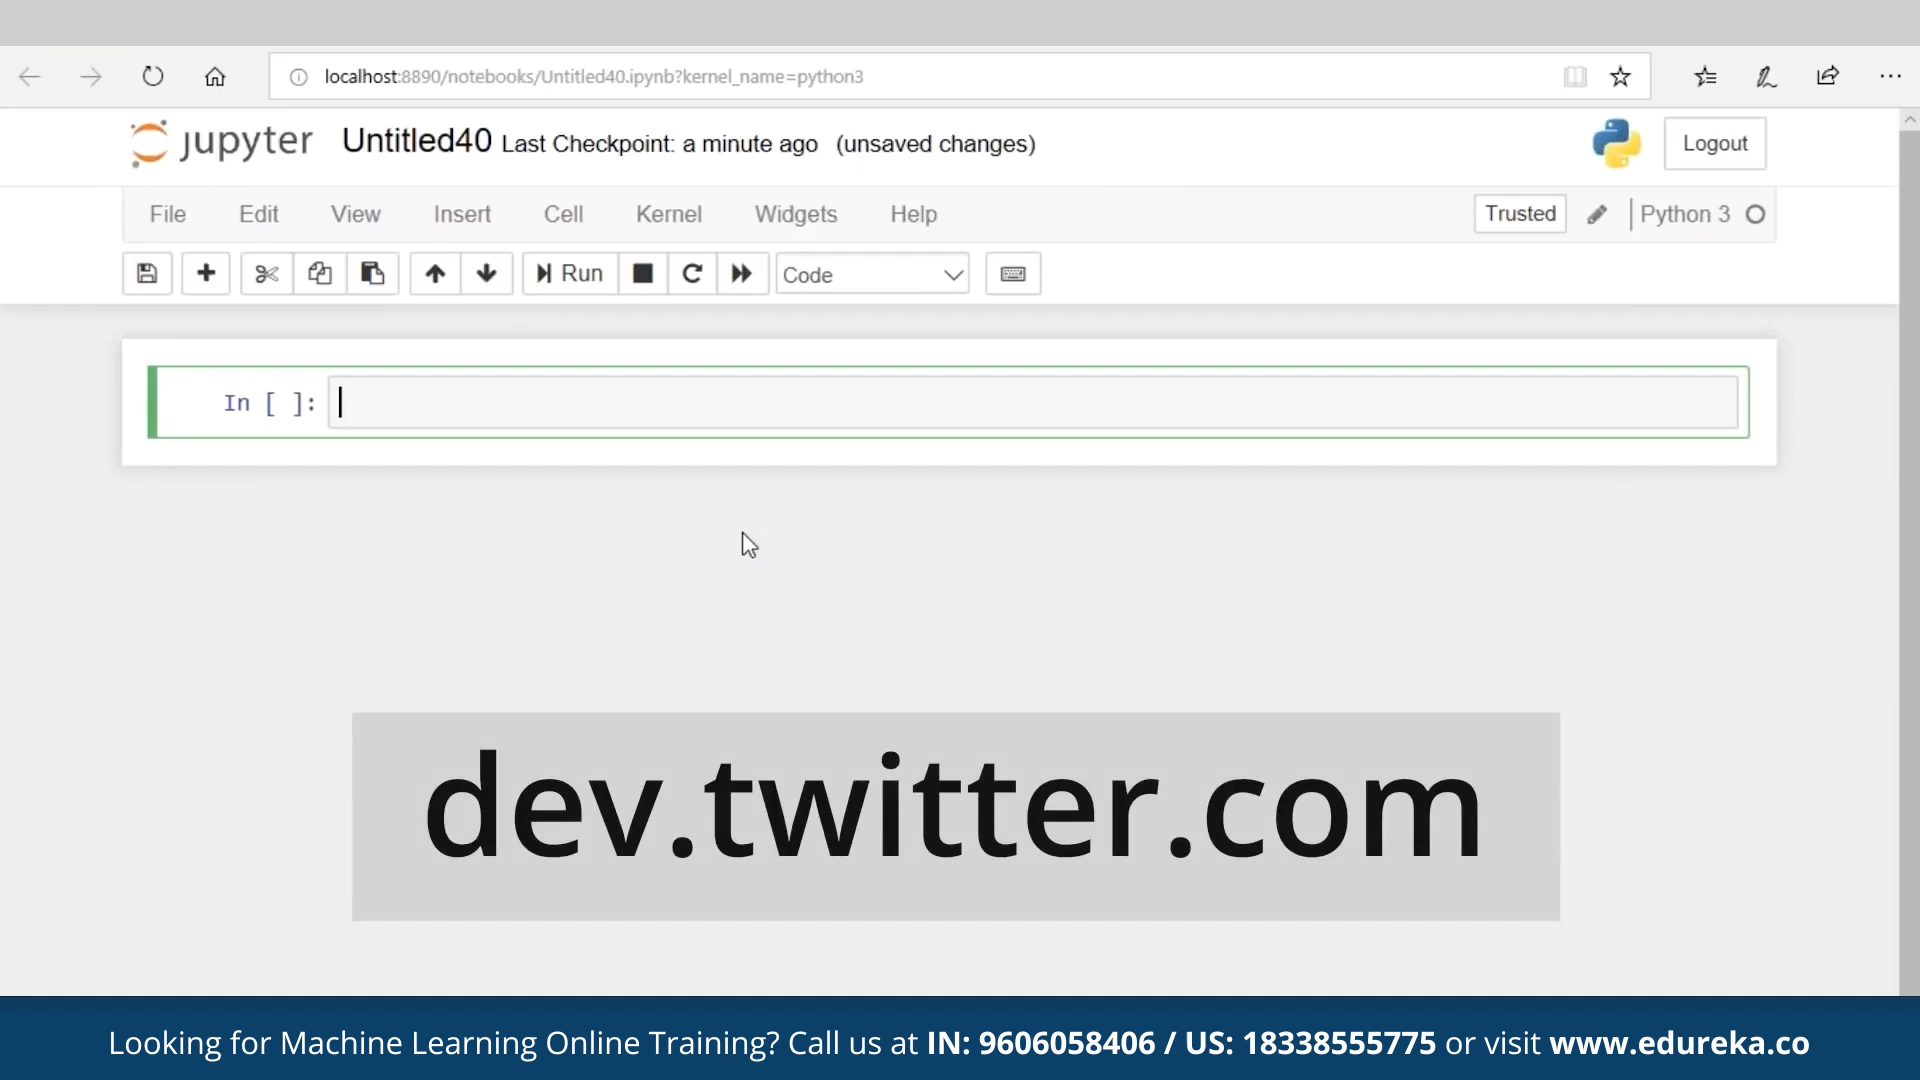 localhost:8890/notebooks/Untitled40.ipynb?kernel_name=python3
jupyter Untitled40 Last Checkpoint: a minute ago (unsaved changes) Logout
File Edit View Insert Cell Kernel Widgets Help Trusted Python 3
Run Code
In [ ]:
dev.twitter.com
Looking for Machine Learning Online Training? Call us at IN: 9606058406 / US: 18338555775 or visit www.edureka.co